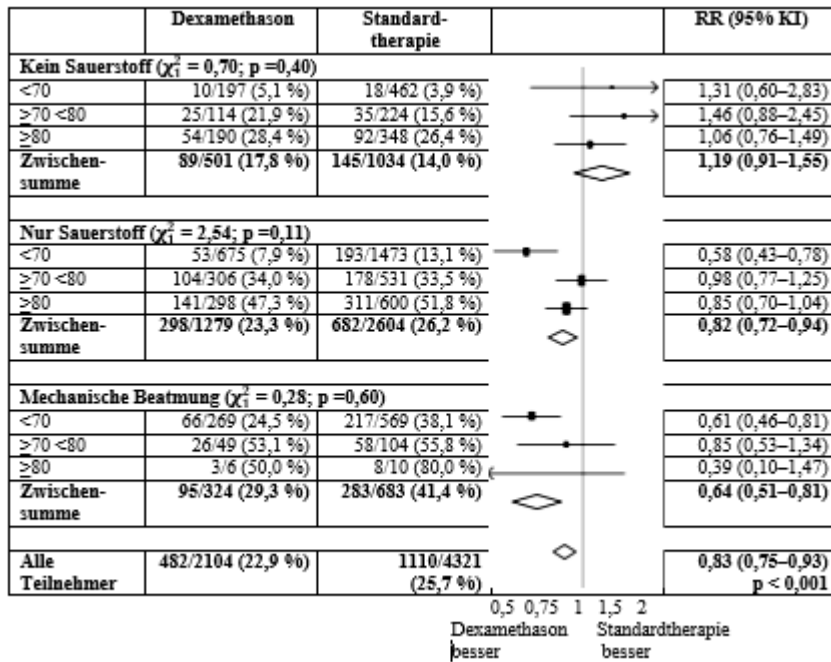 Dexamethason Standard- RR (95% KI)
therapie
Kein Sauerstoff (χ₁² = 0,70; p =0,40)
<70 10/197 (5,1 %) 18/462 (3,9 %) 1,31 (0,60–2,83)
≥70 <80 25/114 (21,9 %) 35/224 (15,6 %) 1,46 (0,88–2,45)
≥80 54/190 (28,4 %) 92/348 (26,4 %) 1,06 (0,76–1,49)
Zwischen- 89/501 (17,8 %) 145/1034 (14,0 %) 1,19 (0,91–1,55)
summe
Nur Sauerstoff (χ₁² = 2,54; p =0,11)
<70 53/675 (7,9 %) 193/1473 (13,1 %) 0,58 (0,43–0,78)
≥70 <80 104/306 (34,0 %) 178/531 (33,5 %) 0,98 (0,77–1,25)
≥80 141/298 (47,3 %) 311/600 (51,8 %) 0,85 (0,70–1,04)
Zwischen- 298/1279 (23,3 %) 682/2604 (26,2 %) 0,82 (0,72–0,94)
summe
Mechanische Beatmung (χ₁² = 0,28; p =0,60)
<70 66/269 (24,5 %) 217/569 (38,1 %) 0,61 (0,46–0,81)
≥70 <80 26/49 (53,1 %) 58/104 (55,8 %) 0,85 (0,53–1,34)
≥80 3/6 (50,0 %) 8/10 (80,0 %) 0,39 (0,10–1,47)
Zwischen- 95/324 (29,3 %) 283/683 (41,4 %) 0,64 (0,51–0,81)
summe
Alle 482/2104 (22,9 %) 1110/4321 0,83 (0,75–0,93)
Teilnehmer (25,7 %) p < 0,001
0,5 0,75 1 1,5 2
Dexamethason Standardtherapie
besser besser